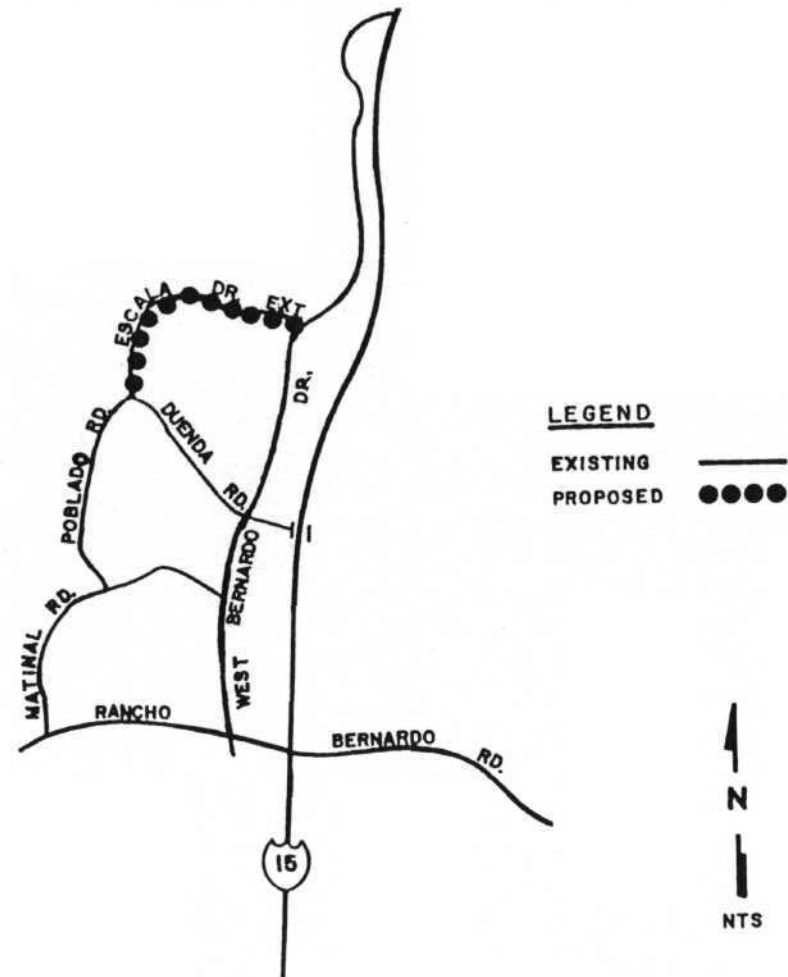 ESCALA DR. EXT
DR.
POBLADO RD.
DUENDA RD.
LEGEND
EXISTING
PROPOSED
MATINAL RD.
WEST BERNARDO
RANCHO BERNARDO RD.
15
N
NTS